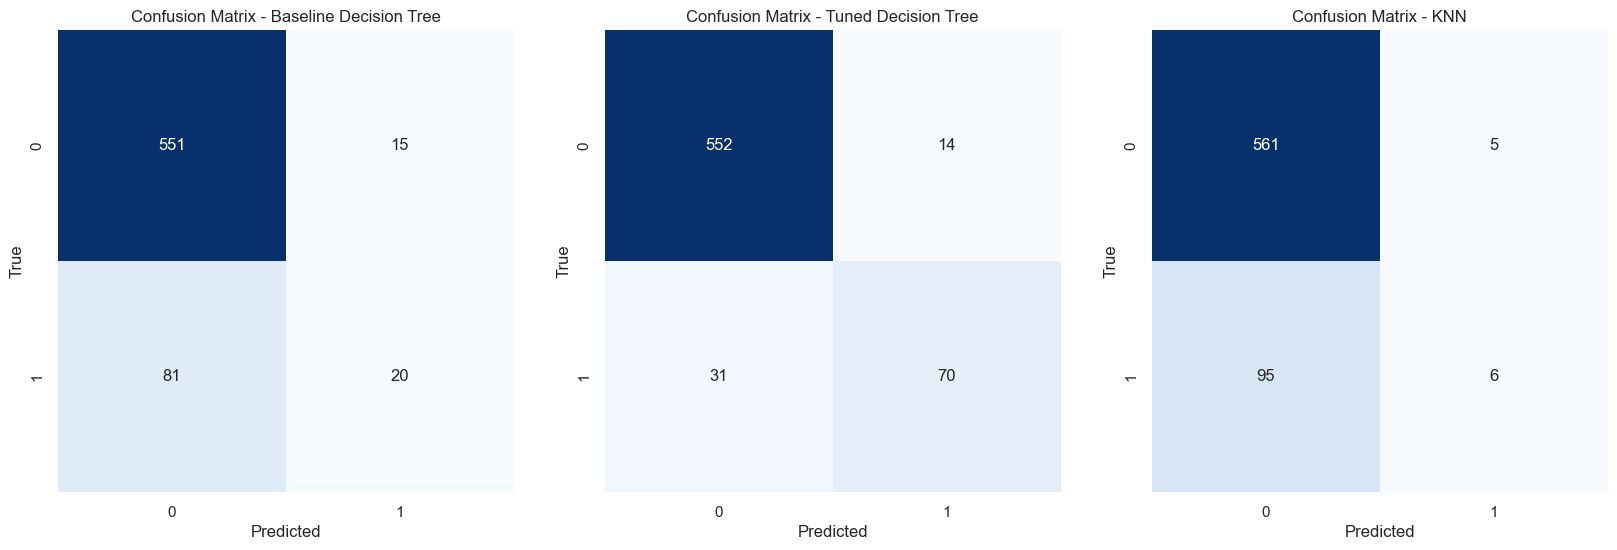 Confusion Matrix - Baseline Decision Tree
0
551
15
True
1
81
20
0
1
Predicted
Confusion Matrix - Tuned Decision Tree
0
552
14
True
1
31
70
0
1
Predicted
Confusion Matrix - KNN
0
561
5
True
1
95
6
0
1
Predicted